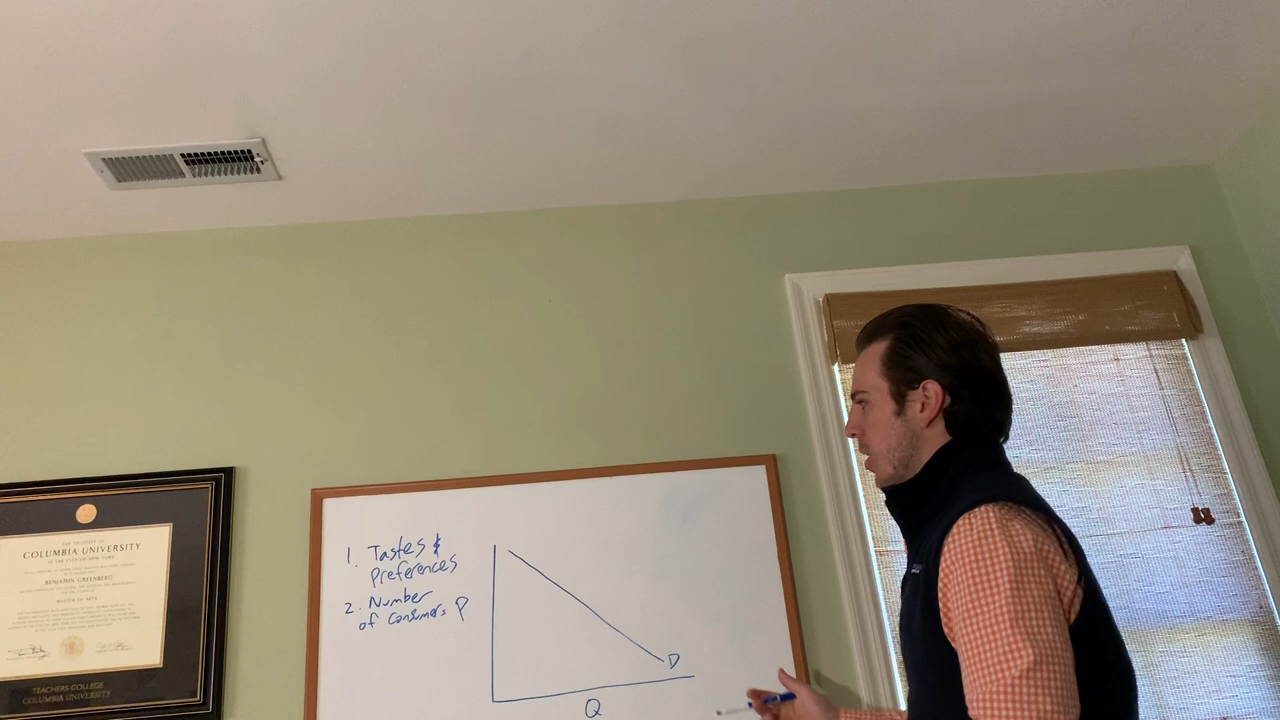 COLUMBIA UNIVERSITY
IN THE CITY OF NEW YORK
BENJAMIN GREENBERG
MASTER OF ARTS
TEACHERS COLLEGE
COLUMBIA UNIVERSITY
1. Tastes &
Preferences
2. Number
of consumers
P
D
Q